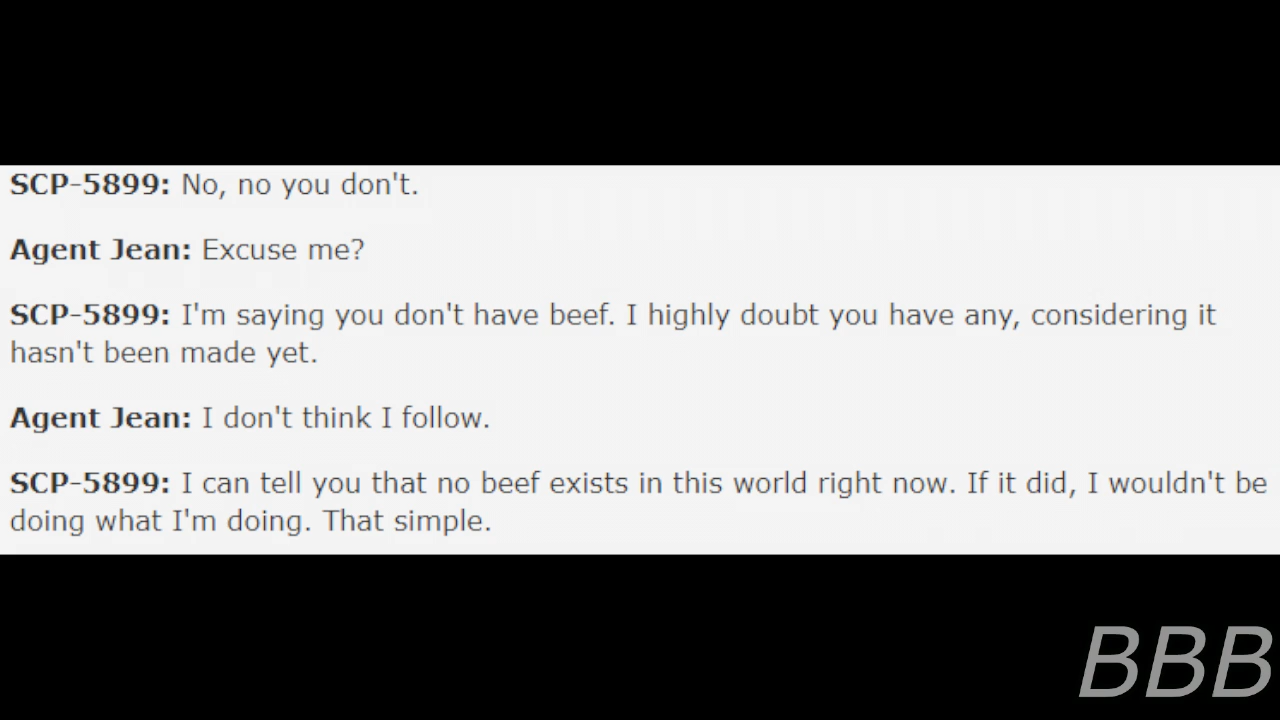 SCP-5899: No, no you don't.
Agent Jean: Excuse me?
SCP-5899: I'm saying you don't have beef. I highly doubt you have any, considering it
hasn't been made yet.
Agent Jean: I don't think I follow.
SCP-5899: I can tell you that no beef exists in this world right now. If it did, I wouldn't be
doing what I'm doing. That simple.
BBB